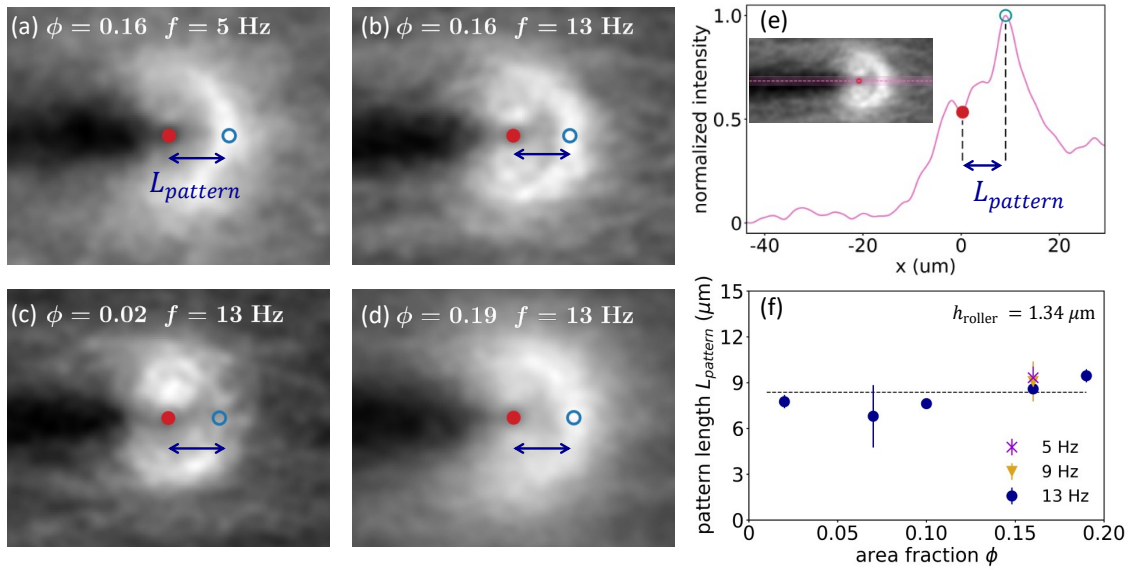 (a) ϕ = 0.16 f = 5 Hz
L_pattern
(b) ϕ = 0.16 f = 13 Hz
(c) ϕ = 0.02 f = 13 Hz
(d) ϕ = 0.19 f = 13 Hz
(e)
normalized intensity
1.0
0.5
0
L_pattern
-40
-20
0
20
x (um)
(f)
h_roller = 1.34 μm
pattern length L_pattern (μm)
15
12
9
6
3
0
5 Hz
9 Hz
13 Hz
0
0.05
0.10
0.15
0.20
area fraction ϕ